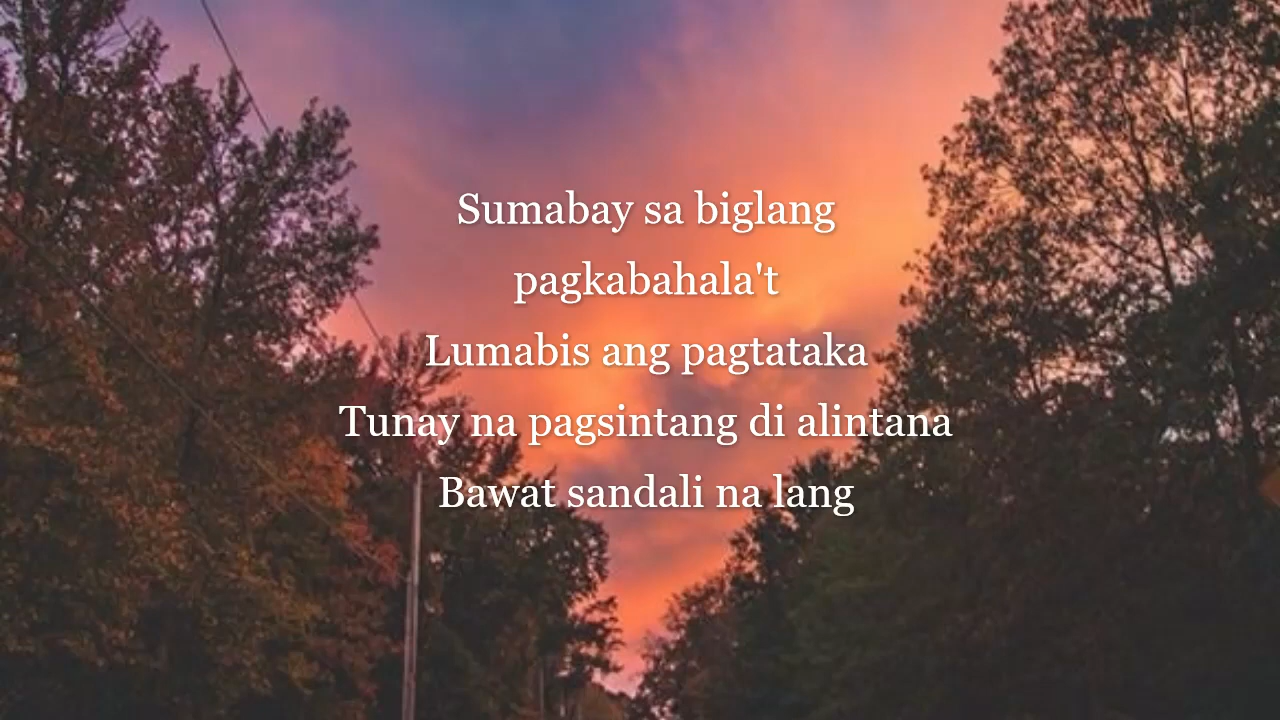 Sumabay sa biglang
pagkabahala't
Lumabis ang pagtataka
Tunay na pagsintang di alintana
Bawat sandali na lang